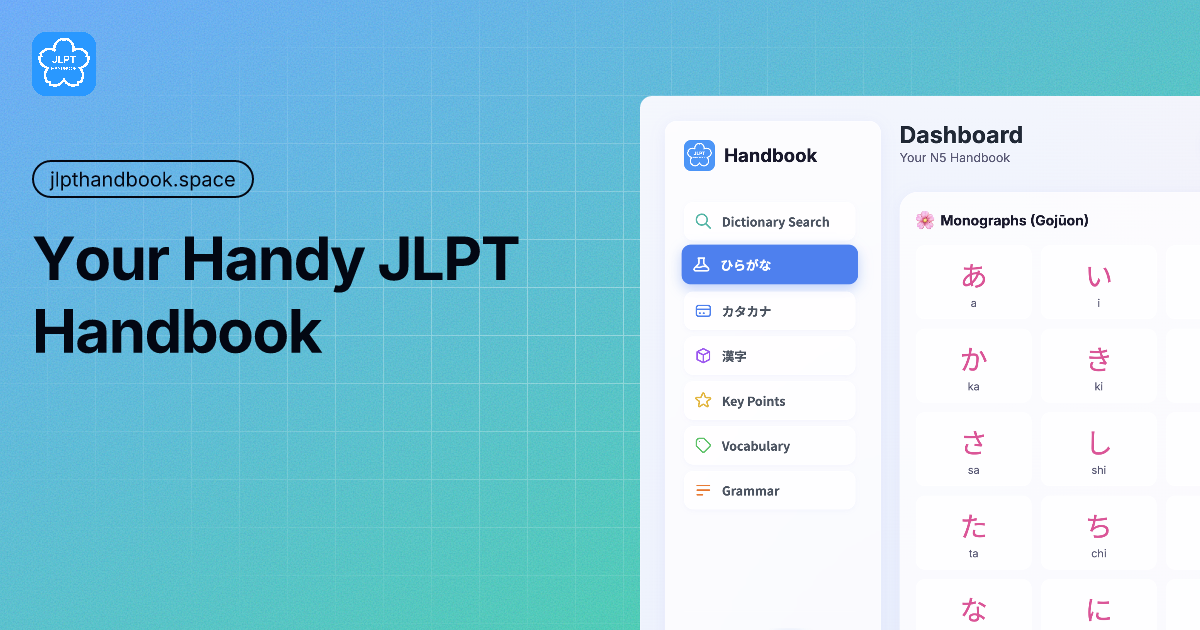 JLPT
HANDBOOK
jlpthandbook.space
Your Handy JLPT
Handbook
JLPT
Handbook
Dictionary Search
ひらがな
カタカナ
漢字
Key Points
Vocabulary
Grammar
Dashboard
Your N5 Handbook
🌸 Monographs (Gojūon)
あ い
a i
か き
ka ki
さ し
sa shi
た ち
ta chi
な に